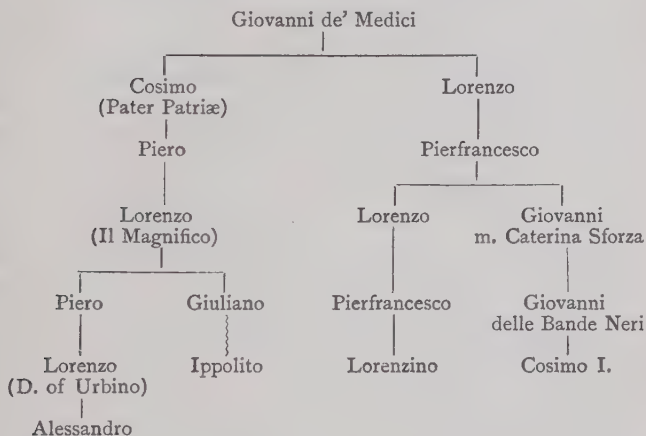 Giovanni de' Medici
Cosimo
(Pater Patriæ)
Lorenzo
Piero
Pierfrancesco
Lorenzo
(Il Magnifico)
Lorenzo
Giovanni
m. Caterina Sforza
Piero
Giuliano
Pierfrancesco
Giovanni
delle Bande Neri
Lorenzo
(D. of Urbino)
Ippolito
Lorenzino
Cosimo I.
Alessandro